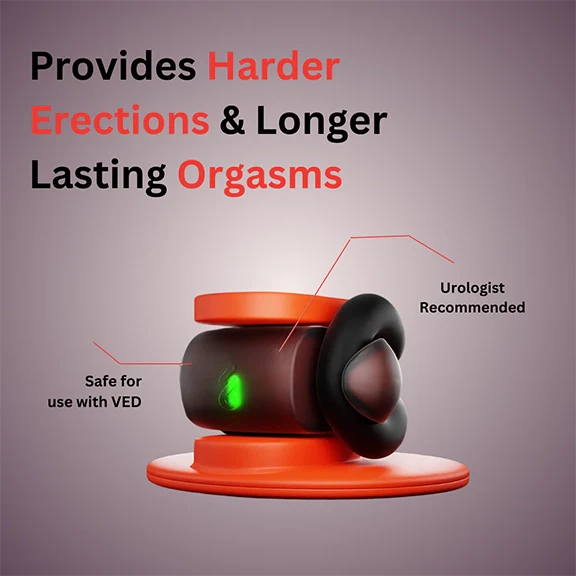 Provides Harder
Erections & Longer
Lasting Orgasms
Urologist
Recommended
Safe for
use with VED